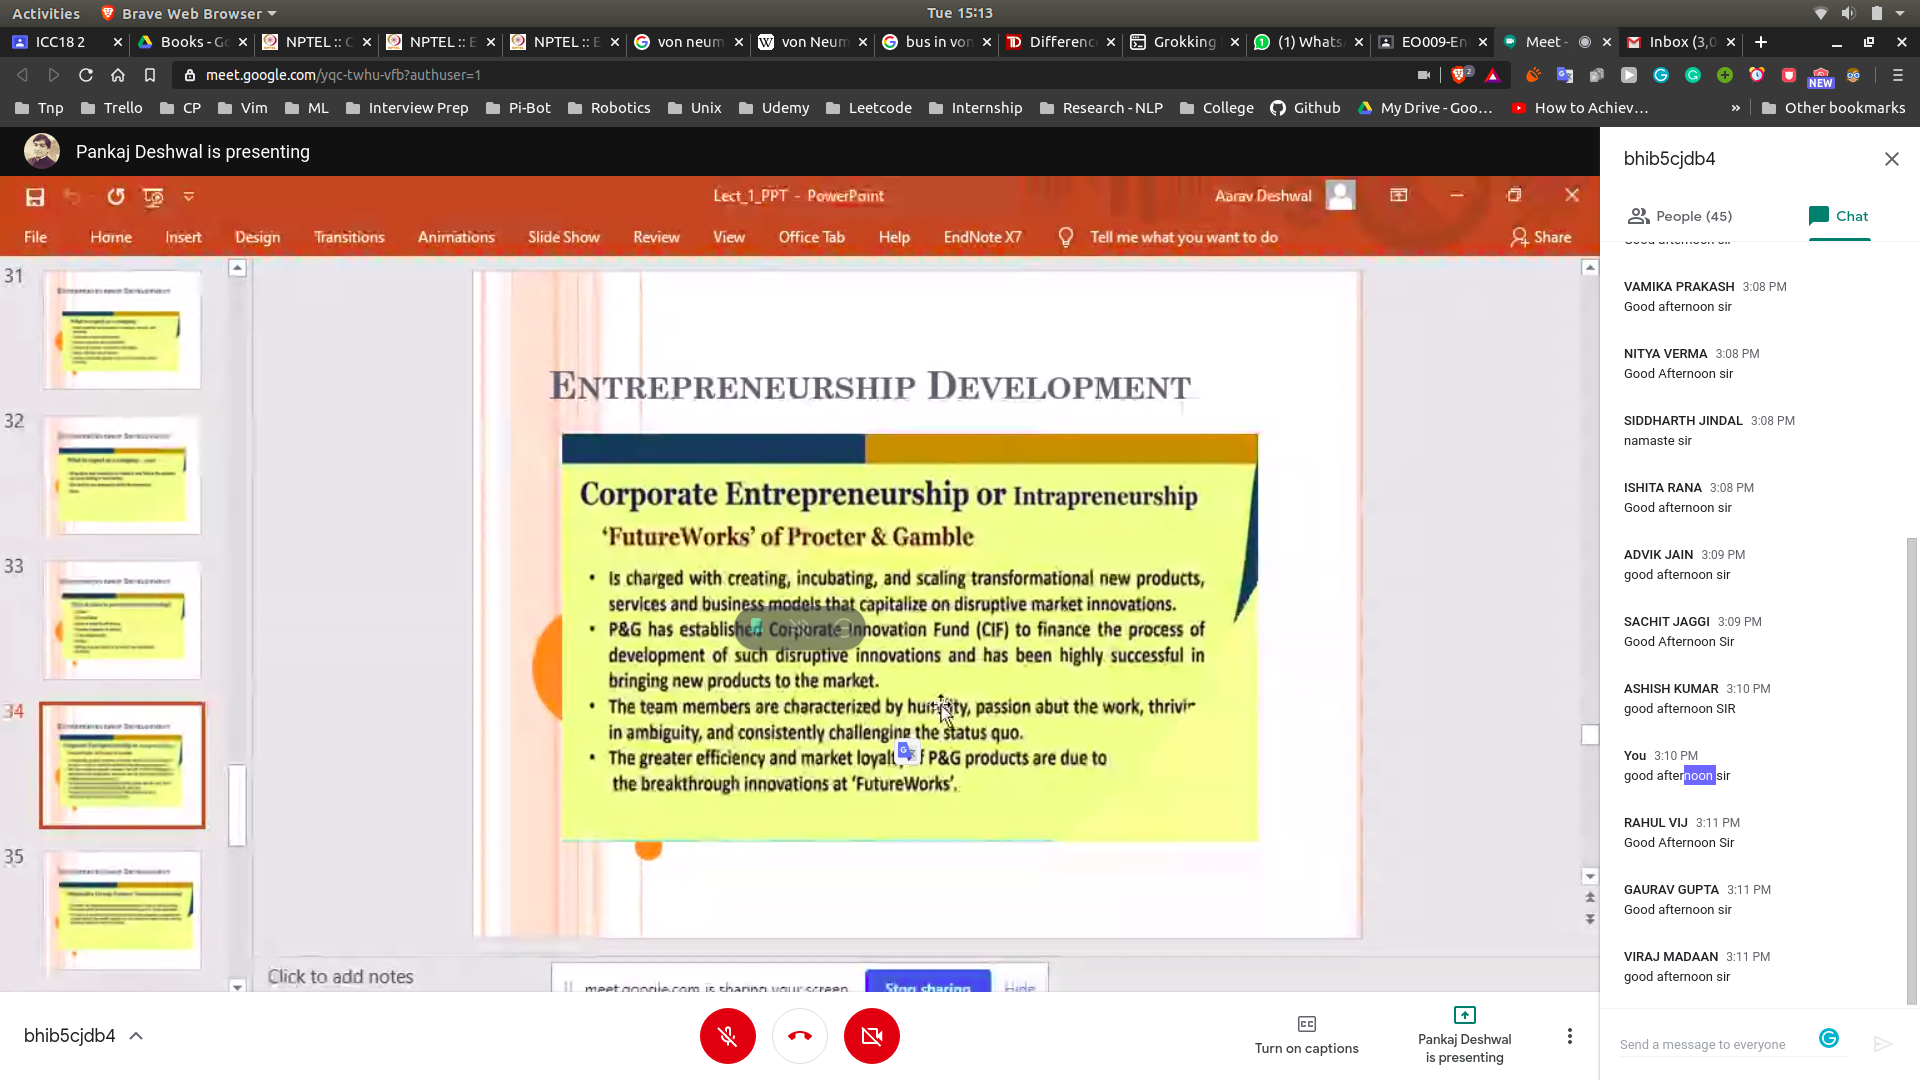 Activities
Brave Web Browser
Tue 15:13
ICC18 2
Books - Go
NPTEL :: C
NPTEL :: E
NPTEL :: E
von neum
von Neum
bus in von
Differenc
Grokking
(1) Whats
EO009-En
Meet -
Inbox (3,0
meet.google.com/yqc-twhu-vfb?authuser=1
2
NEW
Tnp
Trello
CP
Vim
ML
Interview Prep
Pi-Bot
Robotics
Unix
Udemy
Leetcode
Internship
Research - NLP
College
Github
My Drive - Goo…
How to Achiev…
»
Other bookmarks
Pankaj Deshwal is presenting
Lect_1_PPT - PowerPoint
Aarav Deshwal
File
Home
Insert
Design
Transitions
Animations
Slide Show
Review
View
Office Tab
Help
EndNote X7
Tell me what you want to do
Share
31
32
33
34
35
ENTREPRENEURSHIP DEVELOPMENT
Corporate Entrepreneurship or Intrapreneurship
‘FutureWorks’ of Procter & Gamble
• Is charged with creating, incubating, and scaling transformational new products,
services and business models that capitalize on disruptive market innovations.
• P&G has established Corporate Innovation Fund (CIF) to finance the process of
development of such disruptive innovations and has been highly successful in
bringing new products to the market.
• The team members are characterized by passion abut the work,
in ambiguity, and consistently challenging the status quo.
• The greater efficiency and market P&G products are due to
the breakthrough innovations at ‘FutureWorks’.
Click to add notes
meet.google.com is sharing your screen
Stop sharing
Hide
bhib5cjdb4
People (45)
Chat
Good afternoon sir
VAMIKA PRAKASH 3:08 PM
Good afternoon sir
NITYA VERMA 3:08 PM
Good Afternoon sir
SIDDHARTH JINDAL 3:08 PM
namaste sir
ISHITA RANA 3:08 PM
Good afternoon sir
ADVIK JAIN 3:09 PM
good afternoon sir
SACHIT JAGGI 3:09 PM
Good Afternoon Sir
ASHISH KUMAR 3:10 PM
good afternoon SIR
You 3:10 PM
good afternoon sir
RAHUL VIJ 3:11 PM
Good Afternoon Sir
GAURAV GUPTA 3:11 PM
Good afternoon sir
VIRAJ MADAAN 3:11 PM
good afternoon sir
Send a message to everyone
bhib5cjdb4
Turn on captions
Pankaj Deshwal
is presenting